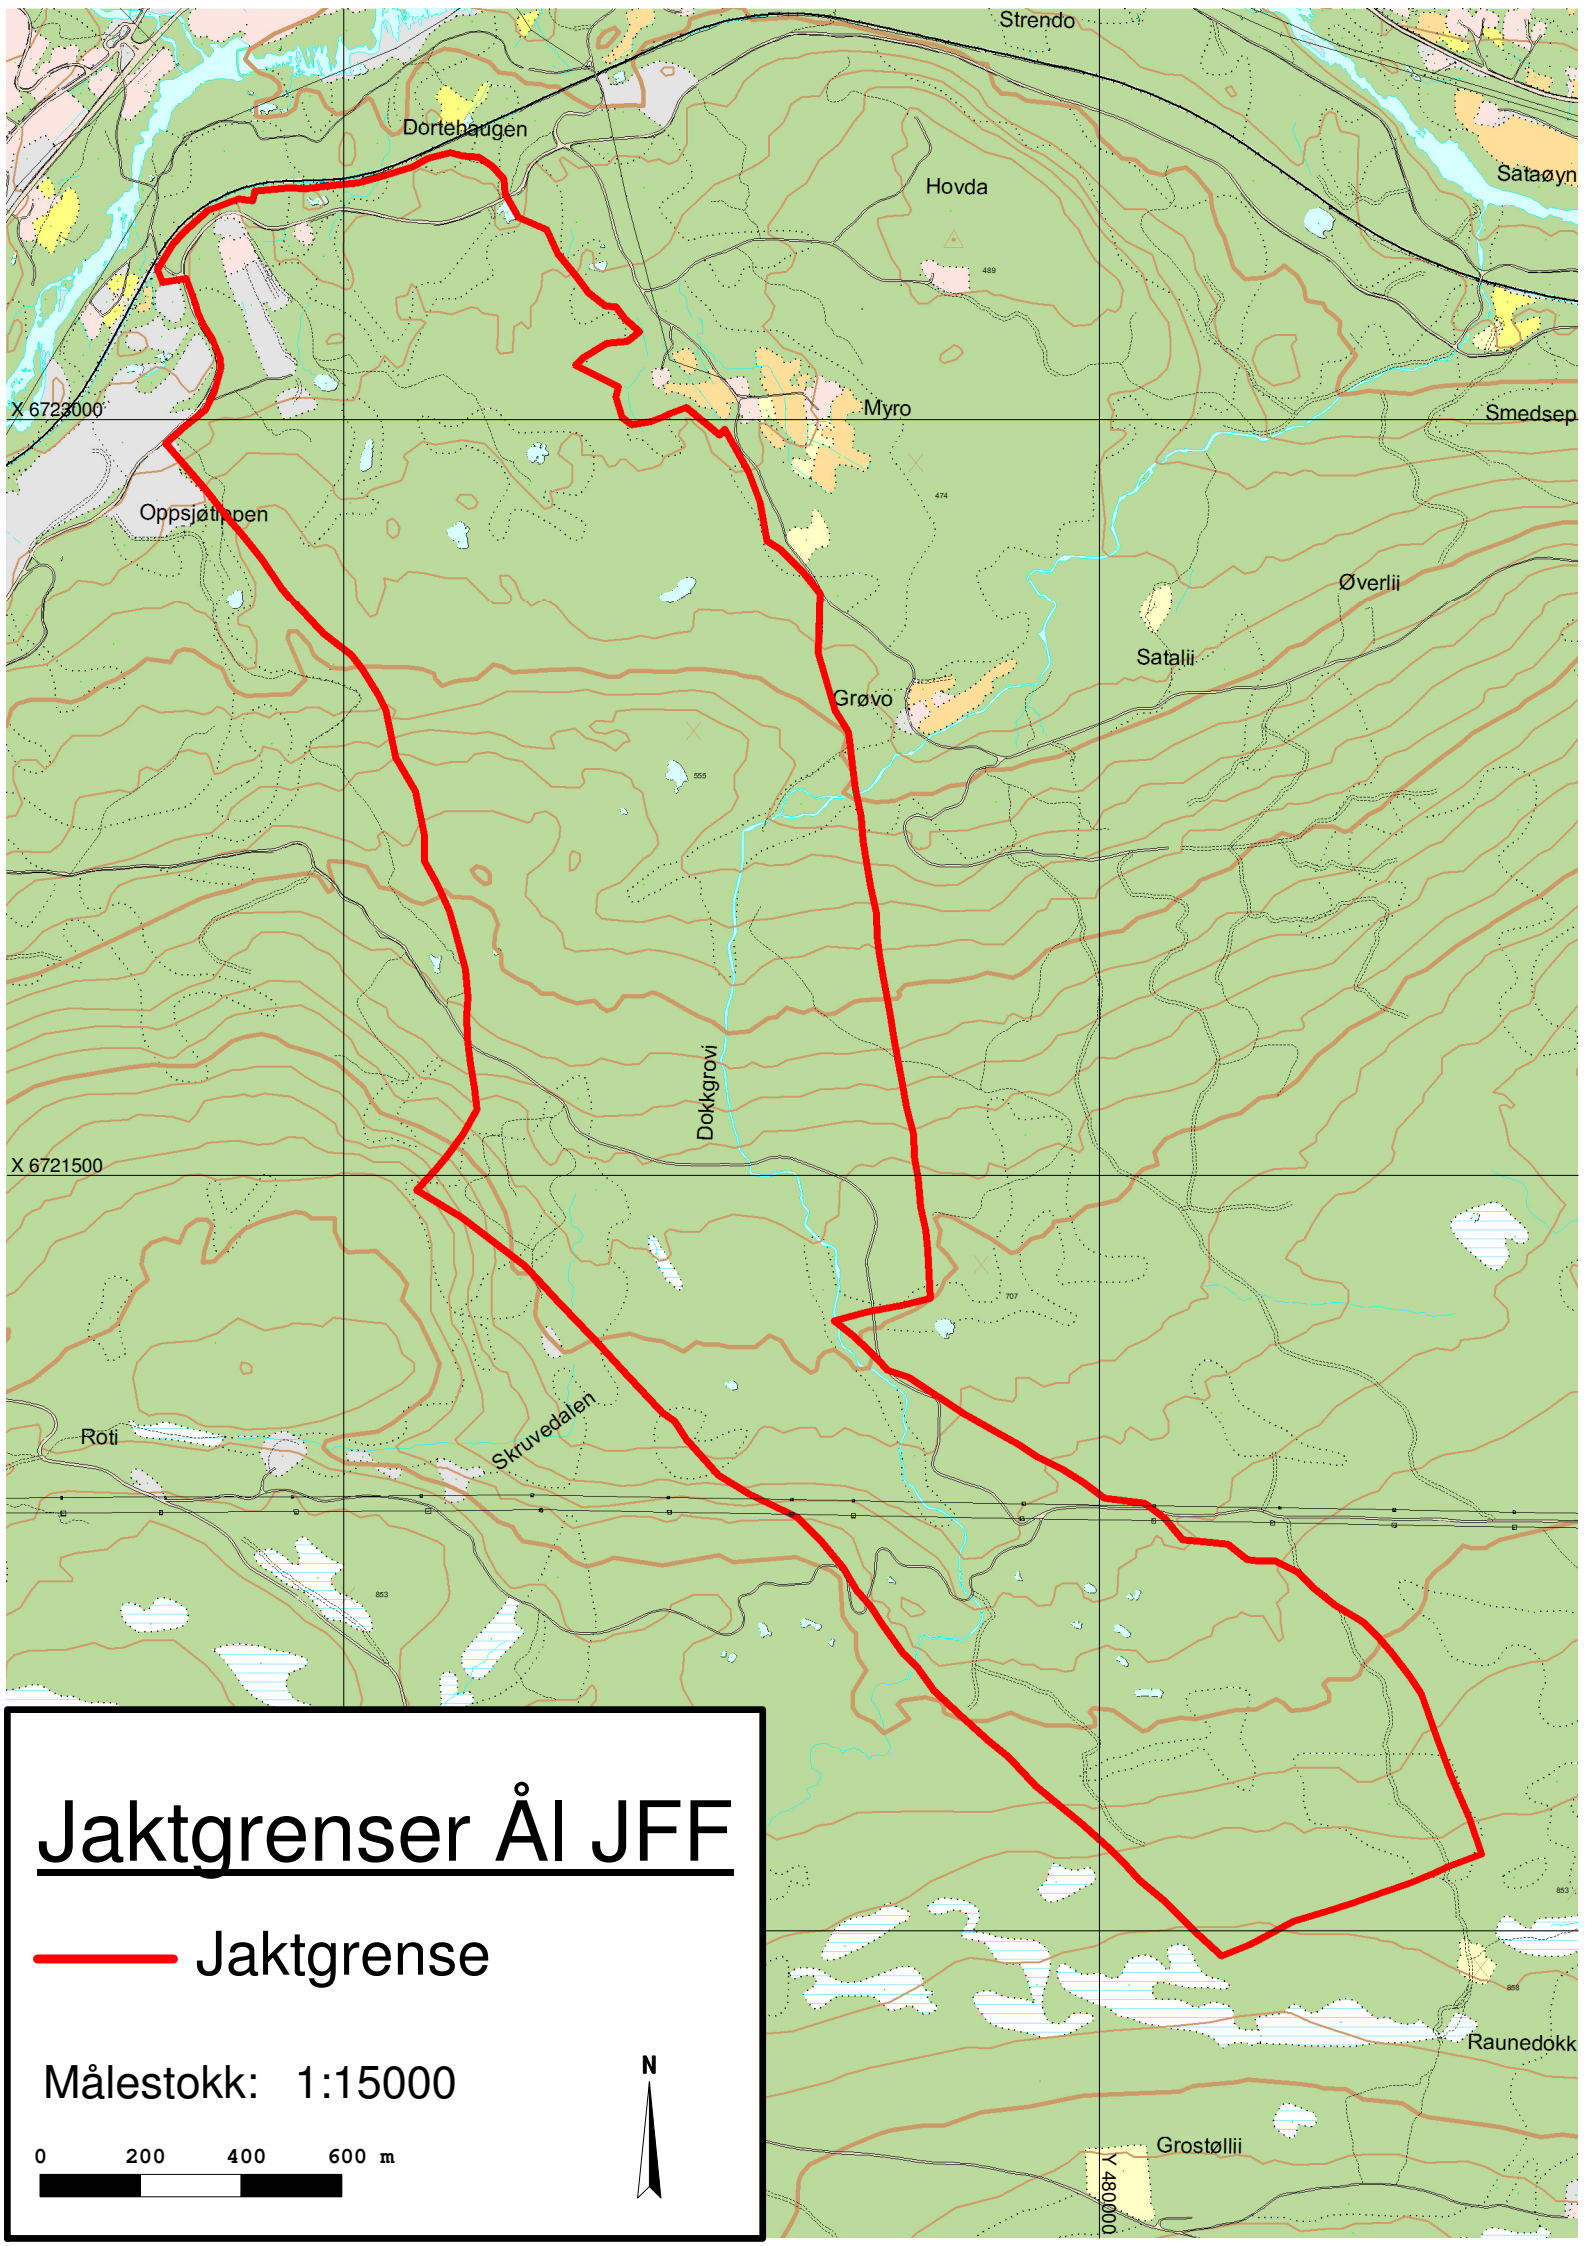 Strendo
Dortehaugen
Sataøyn
Hovda
489
X 6723000
Myro
Smedsep
474
Oppsjøtippen
Øverlii
Satalii
Grøvo
555
Dokkgrovi
X 6721500
707
Roti
Skruvedalen
853
Jaktgrenser Ål JFF
Jaktgrense
853
858
Raunedokk
Målestokk: 1:15000
N
0 200 400 600 m
Grostøllii
Y 480000